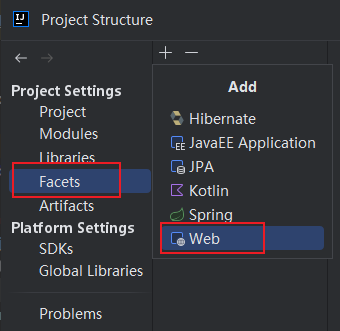 Project Structure
Project Settings
Project
Modules
Libraries
Facets
Artifacts
Platform Settings
SDKs
Global Libraries
Problems
Add
Hibernate
JavaEE Application
JPA
Kotlin
Spring
Web